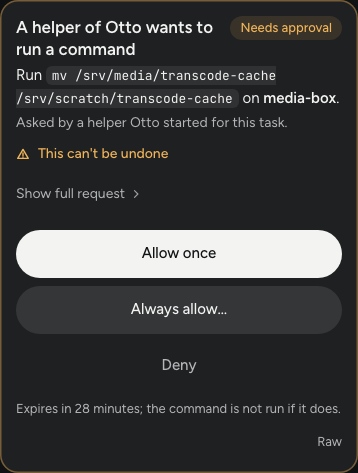 A helper of Otto wants to
run a command
Needs approval
Run mv /srv/media/transcode-cache
/srv/scratch/transcode-cache on media-box.
Asked by a helper Otto started for this task.
This can't be undone
Show full request
Allow once
Always allow...
Deny
Expires in 28 minutes; the command is not run if it does.
Raw